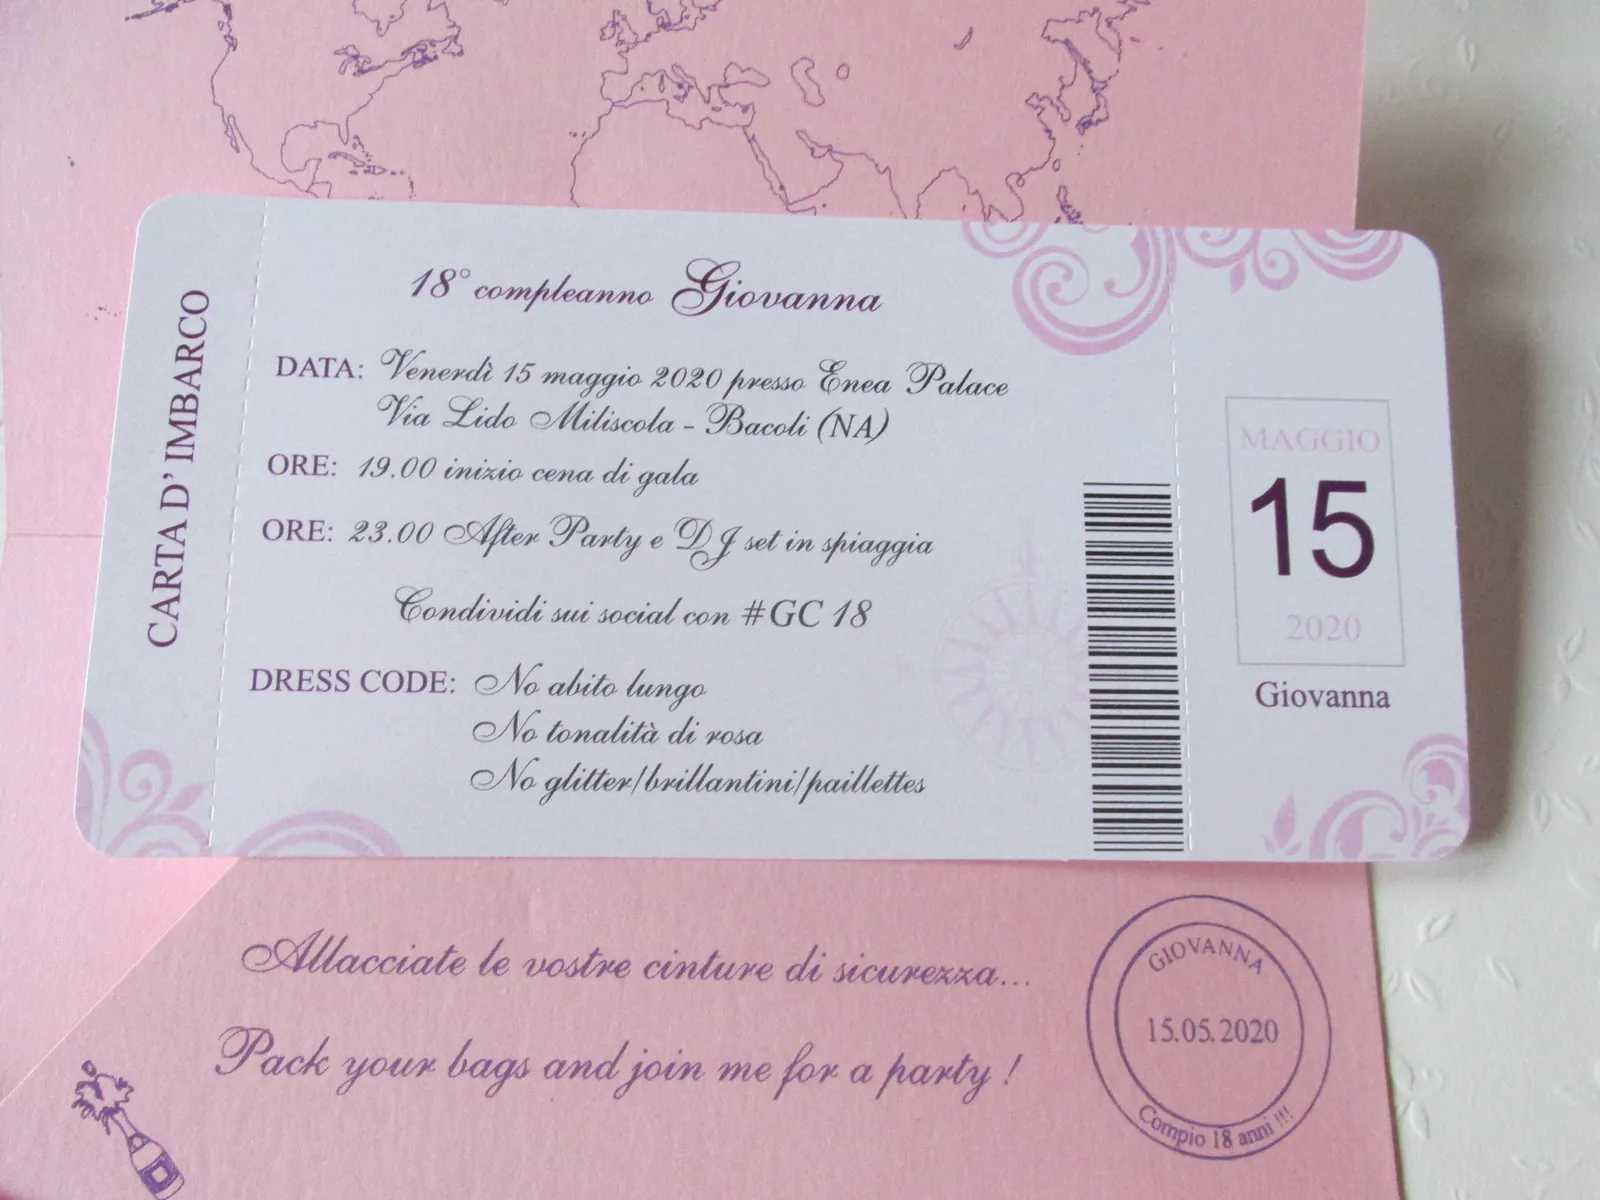 CARTA D' IMBARCO
18° compleanno Giovanna
DATA: Venerdì 15 maggio 2020 presso Enea Palace
Via Lido Miliscola - Bacoli (NA)
ORE: 19.00 inizio cena di gala
ORE: 23.00 After Party e DJ set in spiaggia
Condividi sui social con #GC 18
DRESS CODE: No abito lungo
No tonalità di rosa
No glitter/brillantini/paillettes
MAGGIO
15
2020
Giovanna
Allacciate le vostre cinture di sicurezza...
Pack your bags and join me for a party !
GIOVANNA
15.05.2020
Compio 18 anni !!!